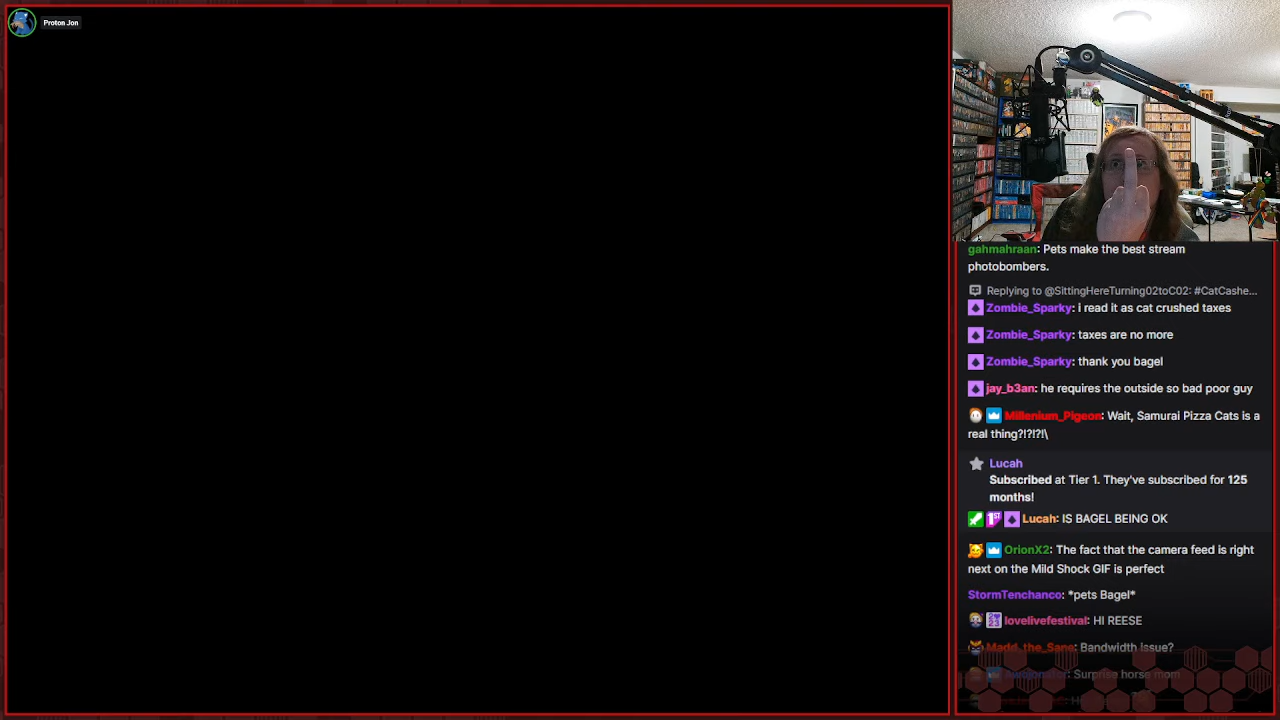 Proton Jon
gahmahraan: Pets make the best stream
photobombers.
Replying to @SittingHereTurning02toC02: #CatCashe...
Zombie_Sparky: i read it as cat crushed taxes
Zombie_Sparky: taxes are no more
Zombie_Sparky: thank you bagel
jay_b3an: he requires the outside so bad poor guy
Millenium_Pigeon: Wait, Samurai Pizza Cats is a
real thing?!?!?!\
Lucah
Subscribed at Tier 1. They've subscribed for 125
months!
1ST
Lucah: IS BAGEL BEING OK
OrionX2: The fact that the camera feed is right
next on the Mild Shock GIF is perfect
StormTenchanco: *pets Bagel*
lovelivefestival: HI REESE
Madd_the_Sane: Bandwidth Issue?
Surprise horse mom